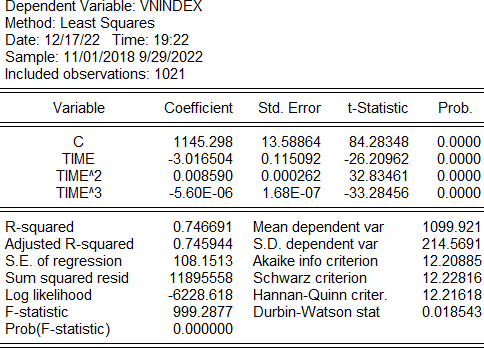 Dependent Variable: VNINDEX
Method: Least Squares
Date: 12/17/22 Time: 19:22
Sample: 11/01/2018 9/29/2022
Included observations: 1021
Variable Coefficient Std. Error t-Statistic Prob.
C 1145.298 13.58864 84.28348 0.0000
TIME -3.016504 0.115092 -26.20962 0.0000
TIME^2 0.008590 0.000262 32.83461 0.0000
TIME^3 -5.60E-06 1.68E-07 -33.28456 0.0000
R-squared 0.746691 Mean dependent var 1099.921
Adjusted R-squared 0.745944 S.D. dependent var 214.5691
S.E. of regression 108.1513 Akaike info criterion 12.20885
Sum squared resid 11895558 Schwarz criterion 12.22816
Log likelihood -6228.618 Hannan-Quinn criter. 12.21618
F-statistic 999.2877 Durbin-Watson stat 0.018543
Prob(F-statistic) 0.000000